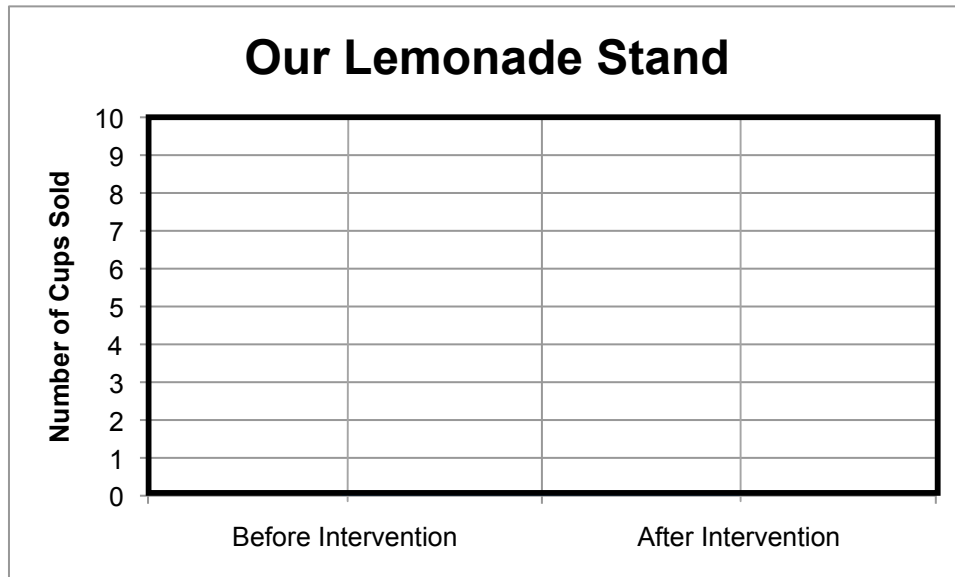 Our Lemonade Stand
Number of Cups Sold
10
9
8
7
6
5
4
3
2
1
0
Before Intervention
After Intervention